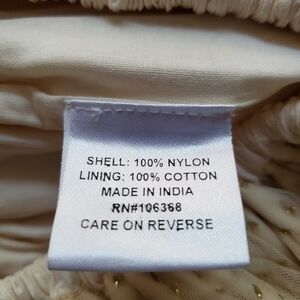 SHELL: 100% NYLON
LINING: 100% COTTON
MADE IN INDIA
RN#106368
CARE ON REVERSE